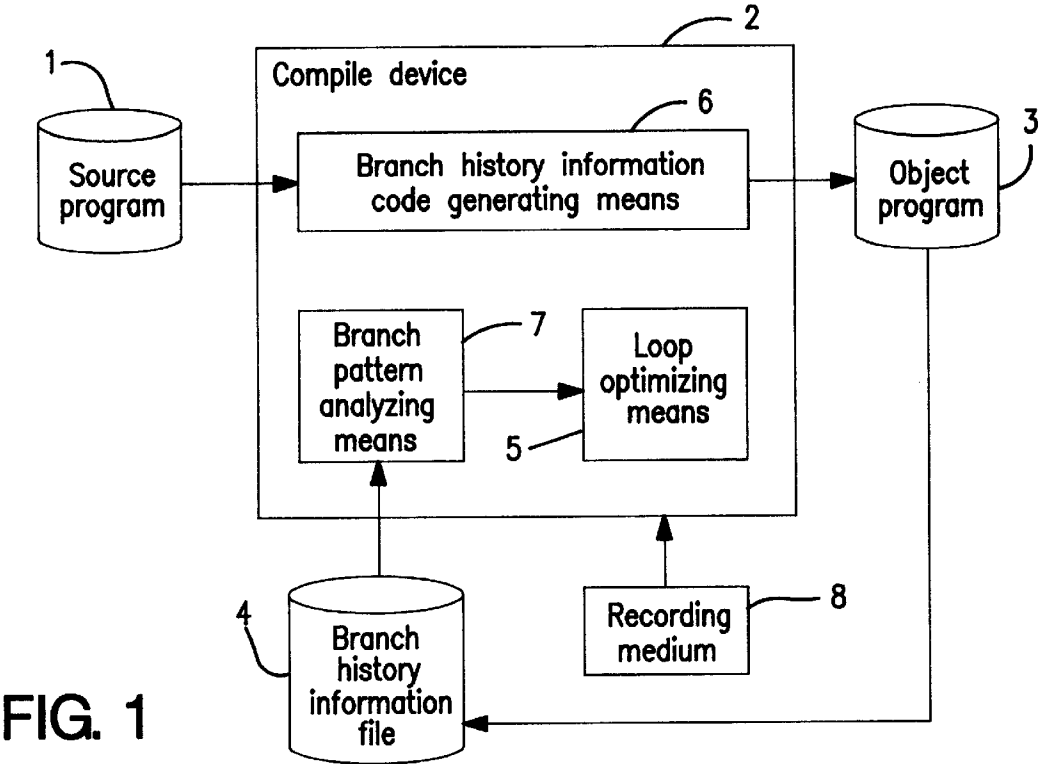 1
2
Compile device
6
3
Source
program
Branch history information
code generating means
Object
program
7
Branch
pattern
analyzing
means
Loop
optimizing
means
5
4
Branch
history
information
file
Recording
medium
8
FIG. 1